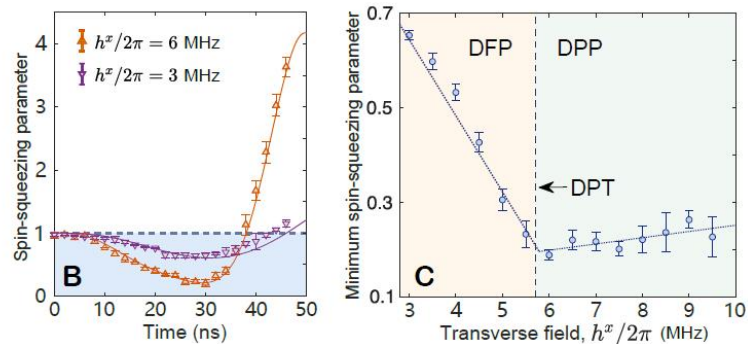 Spin-squeezing parameter
4
3
2
1
0
h^x/2π = 6 MHz
h^x/2π = 3 MHz
B
0 10 20 30 40 50
Time (ns)
Minimum spin-squeezing parameter
0.7
0.5
0.3
0.1
DFP DPP
DPT
C
3 4 5 6 7 8 9 10
Transverse field, h^x/2π (MHz)